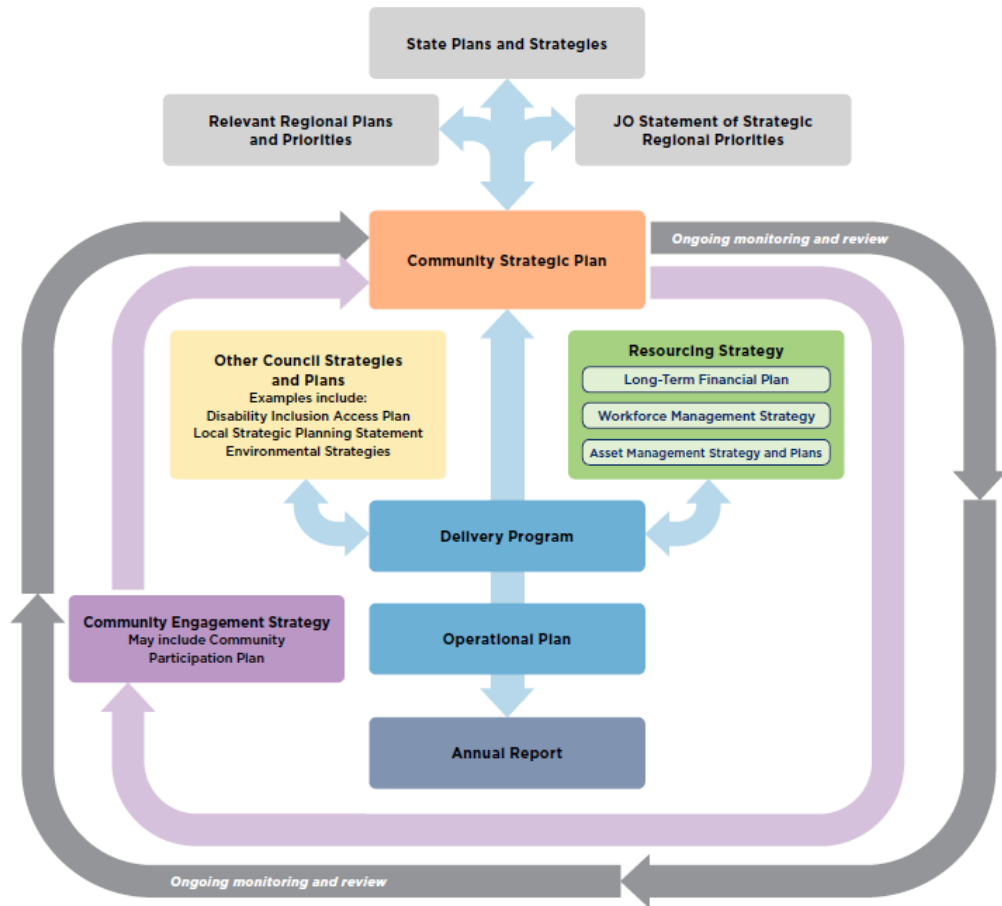 State Plans and Strategies
Relevant Regional Plans
and Priorities
JO Statement of Strategic
Regional Priorities
Community Strategic Plan
Ongoing monitoring and review
Other Council Strategies
and Plans
Examples include:
Disability Inclusion Access Plan
Local Strategic Planning Statement
Environmental Strategies
Resourcing Strategy
Long-Term Financial Plan
Workforce Management Strategy
Asset Management Strategy and Plans
Delivery Program
Community Engagement Strategy
May include Community
Participation Plan
Operational Plan
Annual Report
Ongoing monitoring and review